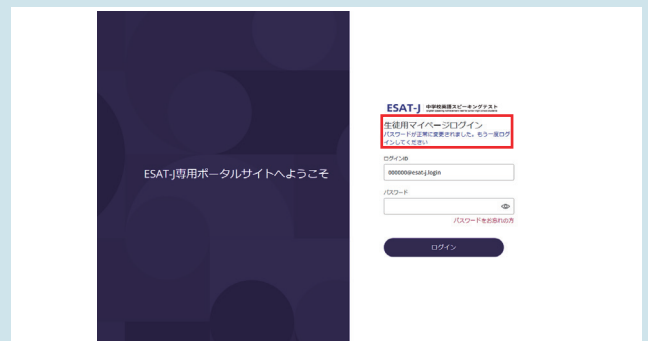 ESAT-J専用ポータルサイトへようこそ
ESAT-J 中学校英語スピーキングテスト
生徒用マイページログイン
パスワードが正常に変更されました。もう一度ログ
インしてください
ログインID
000000@esat-j.login
パスワード
パスワードをお忘れの方
ログイン